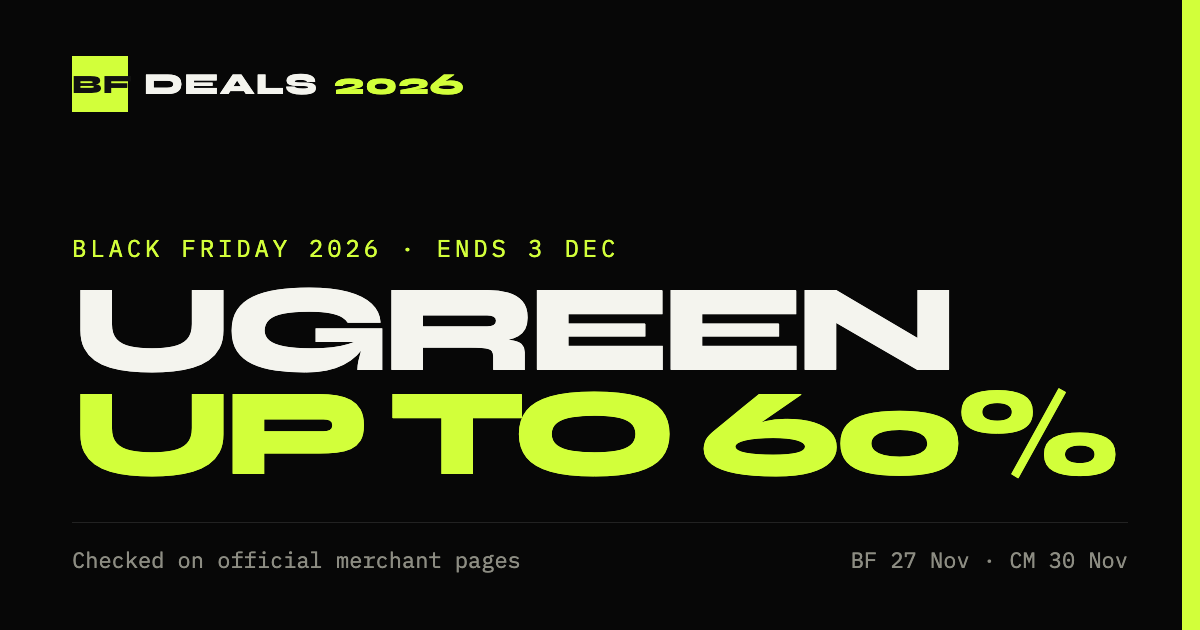 BF DEALS 2026
BLACK FRIDAY 2026 · ENDS 3 DEC
UGREEN
UP TO 60%
Checked on official merchant pages
BF 27 Nov · CM 30 Nov